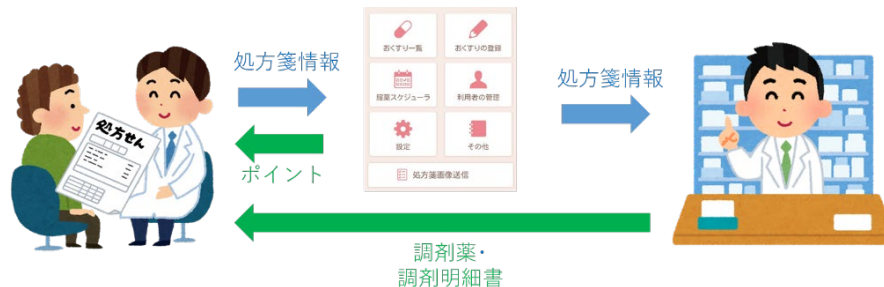 処方せん
処方箋情報
ポイント
おくすり一覧
おくすりの登録
服薬スケジューラ
利用者の管理
設定
その他
処方箋画像送信
処方箋情報
調剤薬・
調剤明細書